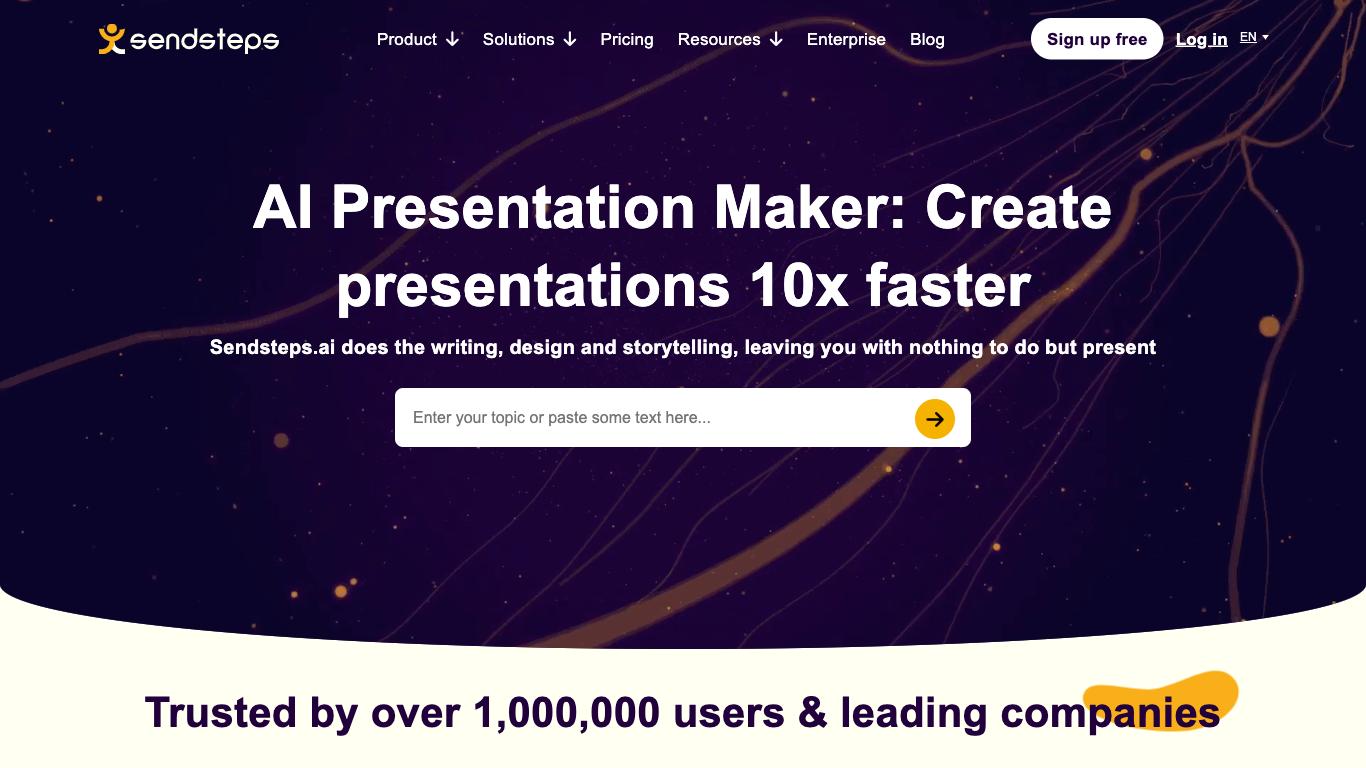 sendsteps
Product
Solutions
Pricing
Resources
Enterprise
Blog
Sign up free
Log in
EN
AI Presentation Maker: Create
presentations 10x faster
Sendsteps.ai does the writing, design and storytelling, leaving you with nothing to do but present
Enter your topic or paste some text here...
Trusted by over 1,000,000 users & leading companies